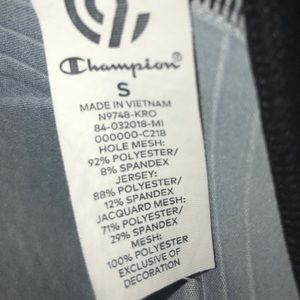 Champion®
S
MADE IN VIETNAM
N9748-KRO
84-032018-MI
000000-C218
HOLE MESH:
92% POLYESTER/
8% SPANDEX
JERSEY:
88% POLYESTER/
12% SPANDEX
JACQUARD MESH:
71% POLYESTER/
29% SPANDEX
MESH:
100% POLYESTER
EXCLUSIVE OF
DECORATION